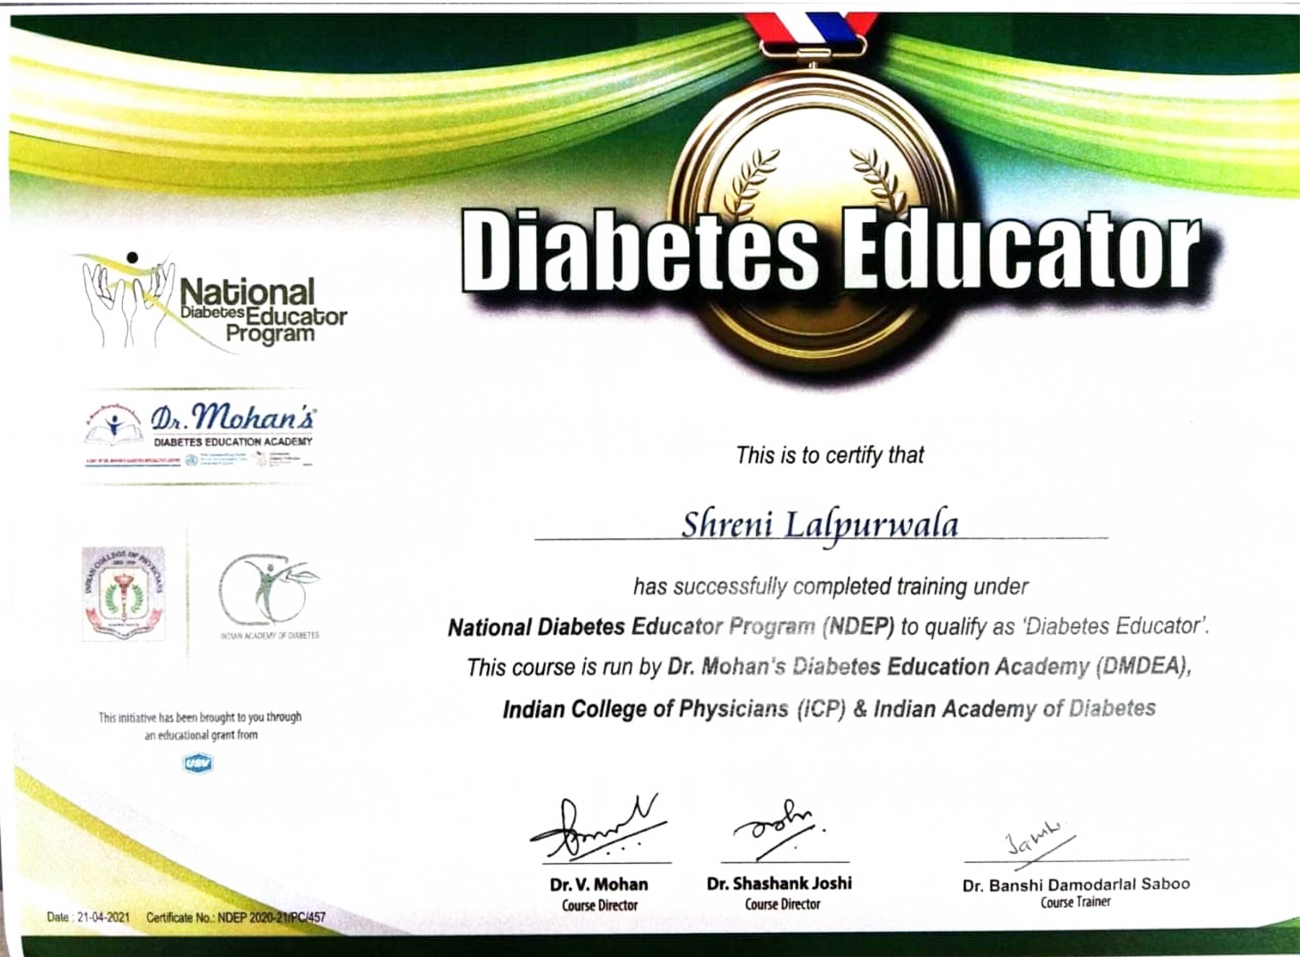 Diabetes Educator
National
Diabetes Educator
Program
Dr. Mohan's
DIABETES EDUCATION ACADEMY
INDIAN COLLEGE OF PHYSICIANS
INDIAN ACADEMY OF DIABETES
This initiative has been brought to you through
an educational grant from
USV
This is to certify that
Shreni Lalpurwala
has successfully completed training under
National Diabetes Educator Program (NDEP) to qualify as ‘Diabetes Educator’.
This course is run by Dr. Mohan's Diabetes Education Academy (DMDEA),
Indian College of Physicians (ICP) & Indian Academy of Diabetes
Dr. V. Mohan
Course Director
Dr. Shashank Joshi
Course Director
Dr. Banshi Damodarlal Saboo
Course Trainer
Date : 21-04-2021 Certificate No.: NDEP 2020-21/PC/457